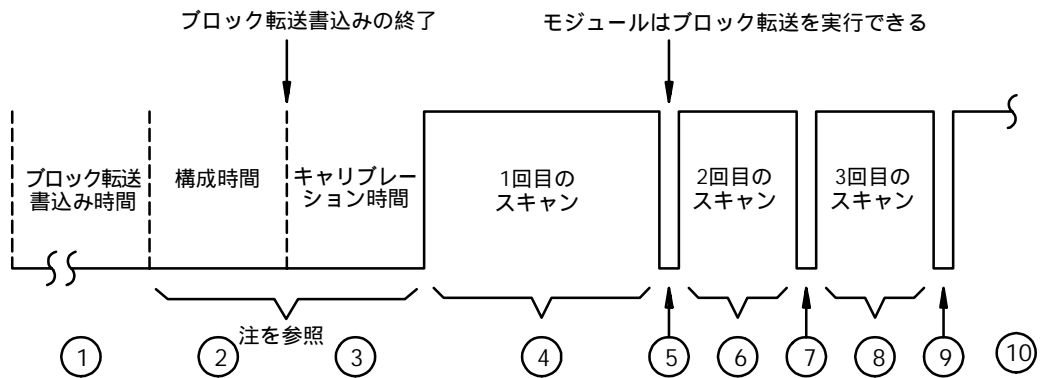 ブロック転送書込みの終了
モジュールはブロック転送を実行できる
ブロック転送
書込み時間
構成時間
キャリブレー
ション時間
1回目の
スキャン
2回目の
スキャン
3回目の
スキャン
注を参照
1 2 3 4 5 6 7 8 9 10